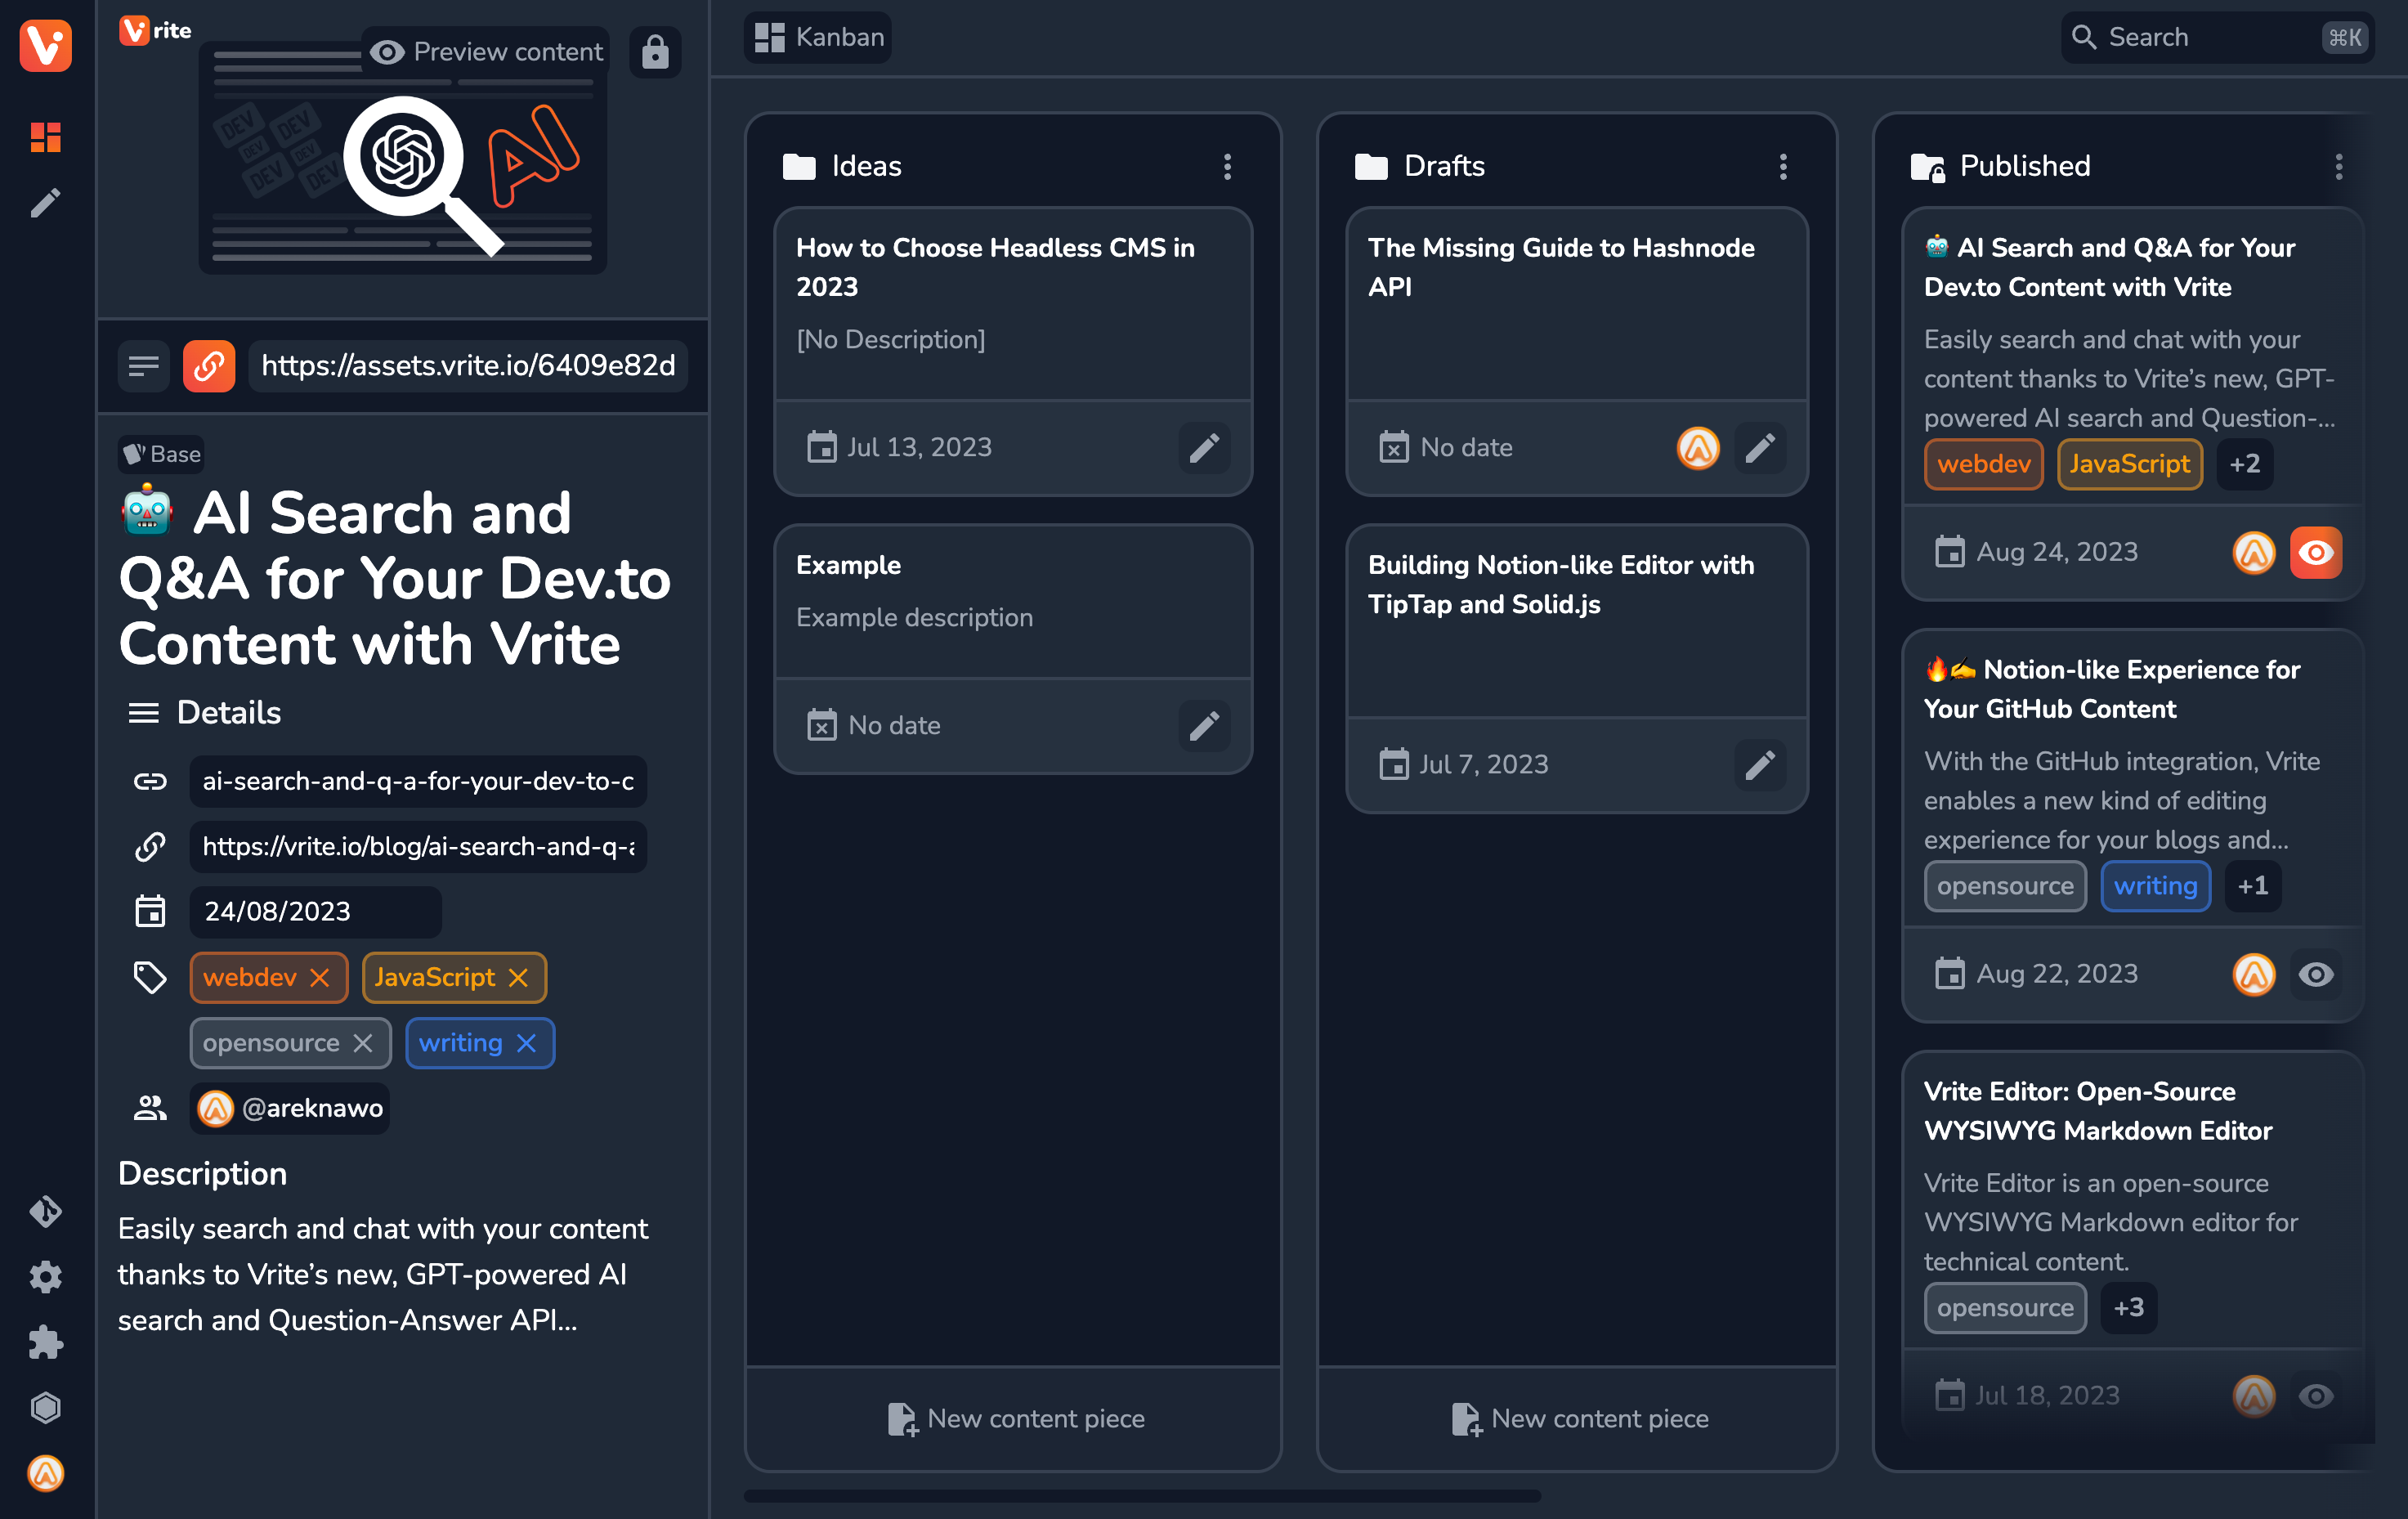 rite
Preview content
DEV
DEV
DEV
DEV
DEV
DEV
AI
https://assets.vrite.io/6409e82d
Base
🤖 AI Search and
Q&A for Your Dev.to
Content with Vrite
Details
ai-search-and-q-a-for-your-dev-to-c
https://vrite.io/blog/ai-search-and-q-a
24/08/2023
webdev
JavaScript
opensource
writing
@areknawo
Description
Easily search and chat with your content
thanks to Vrite’s new, GPT-powered AI
search and Question-Answer API...
Kanban
Search
⌘K
Ideas
How to Choose Headless CMS in
2023
[No Description]
Jul 13, 2023
Example
Example description
No date
New content piece
Drafts
The Missing Guide to Hashnode
API
No date
Building Notion-like Editor with
TipTap and Solid.js
Jul 7, 2023
New content piece
Published
🤖 AI Search and Q&A for Your
Dev.to Content with Vrite
Easily search and chat with your
content thanks to Vrite’s new, GPT-
powered AI search and Question-...
webdev
JavaScript
+2
Aug 24, 2023
🔥✍️ Notion-like Experience for
Your GitHub Content
With the GitHub integration, Vrite
enables a new kind of editing
experience for your blogs and...
opensource
writing
+1
Aug 22, 2023
Vrite Editor: Open-Source
WYSIWYG Markdown Editor
Vrite Editor is an open-source
WYSIWYG Markdown editor for
technical content.
opensource
+3
Jul 18, 2023